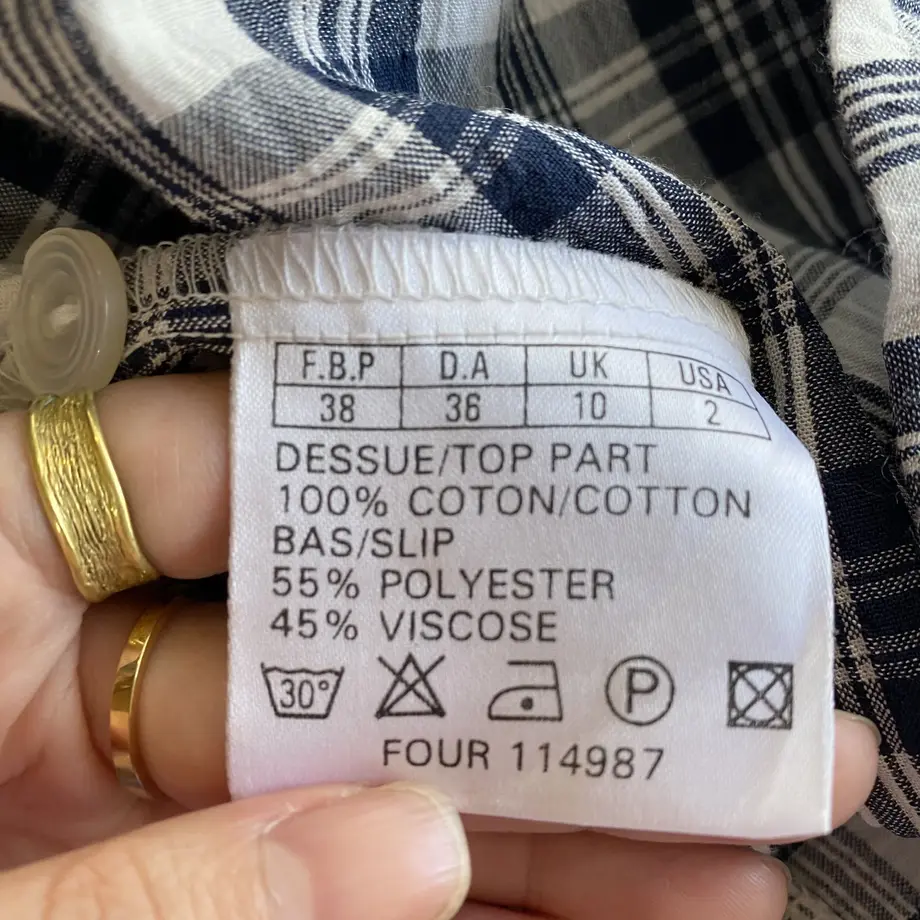 F.B.P D.A UK USA
38 36 10 2
DESSUE/TOP PART
100% COTON/COTTON
BAS/SLIP
55% POLYESTER
45% VISCOSE
30° P
FOUR 114987